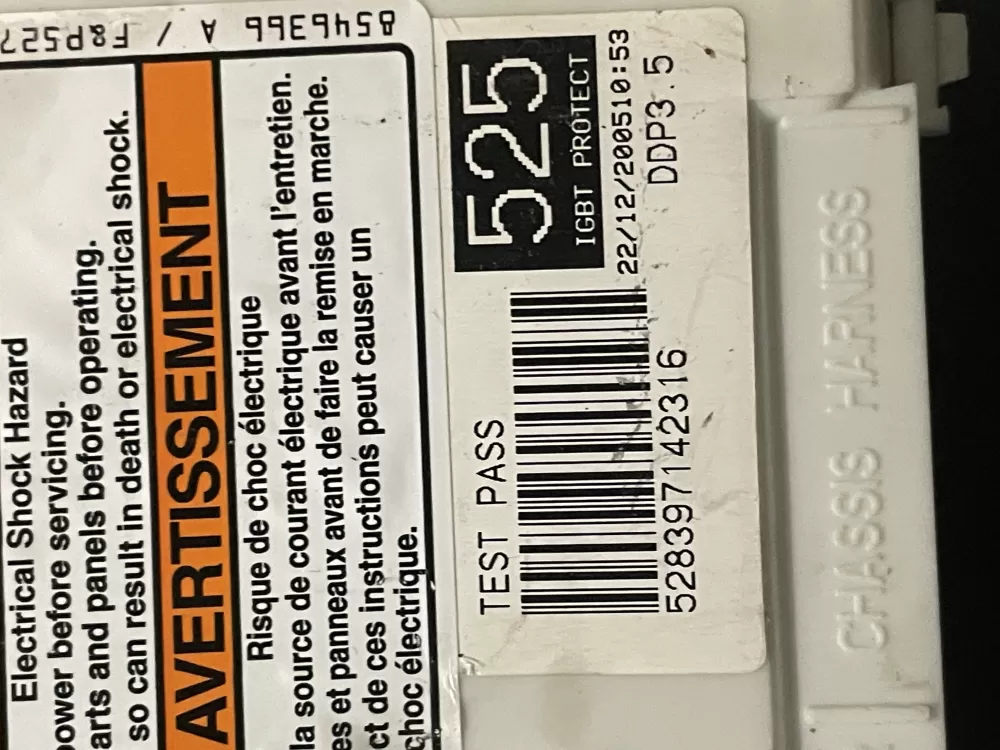 8546366 A / F&P527
Electrical Shock Hazard
power before servicing.
arts and panels before operating.
so can result in death or electrical shock.
AVERTISSEMENT
Risque de choc électrique
la source de courant électrique avant l'entretien.
es et panneaux avant de faire la remise en marche.
ct de ces instructions peut causer un
choc électrique.
TEST PASS
528397142316
525
IGBT PROTECT
22/12/200510:53
DDP3.5
CHASSIS HARNESS